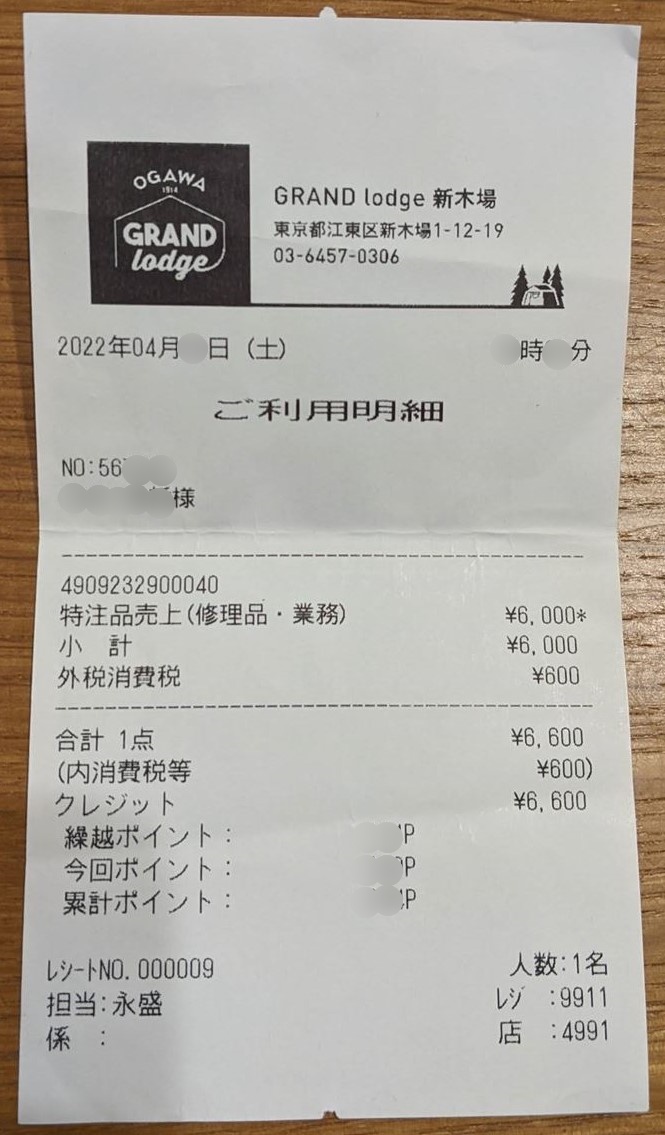 OGAWA
1914
GRAND
lodge
GRAND lodge 新木場
東京都江東区新木場1-12-19
03-6457-0306
2022年04月 日 (土) 時 分
ご利用明細
NO:56
様
4909232900040
特注品売上(修理品・業務) ¥6,000*
小 計 ¥6,000
外税消費税 ¥600
合計 1点 ¥6,600
(内消費税等 ¥600)
クレジット ¥6,600
繰越ポイント: P
今回ポイント: P
累計ポイント: P
ﾚｼｰﾄNO.000009 人数:1名
担当:永盛 ﾚｼﾞ :9911
係 : 店 :4991